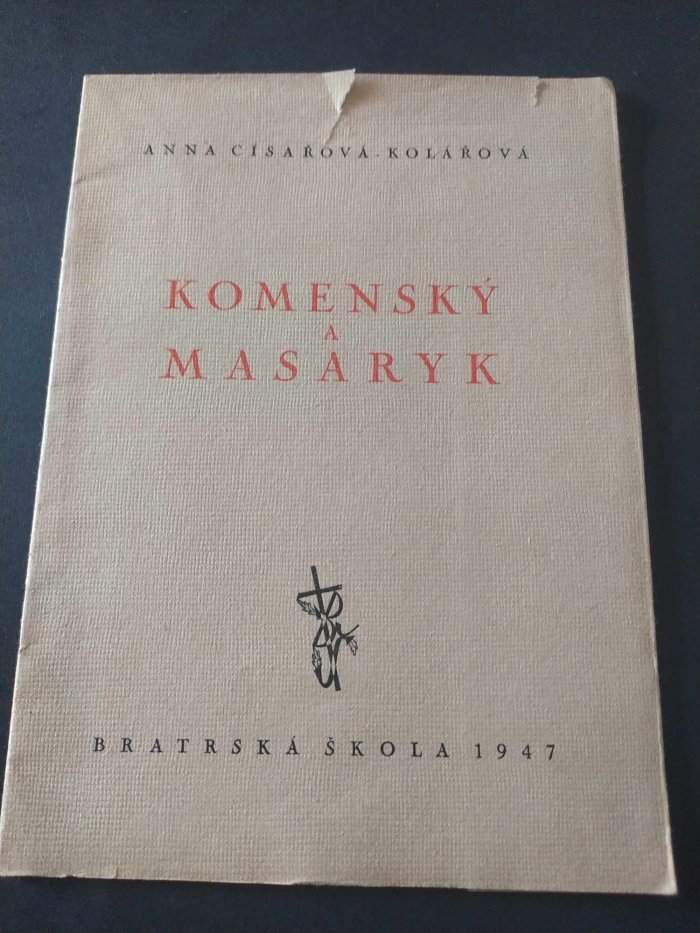 ANNA CÍSAŘOVÁ-KOLÁŘOVÁ
KOMENSKÝ
A
MASARYK
BRATRSKÁ ŠKOLA 1947